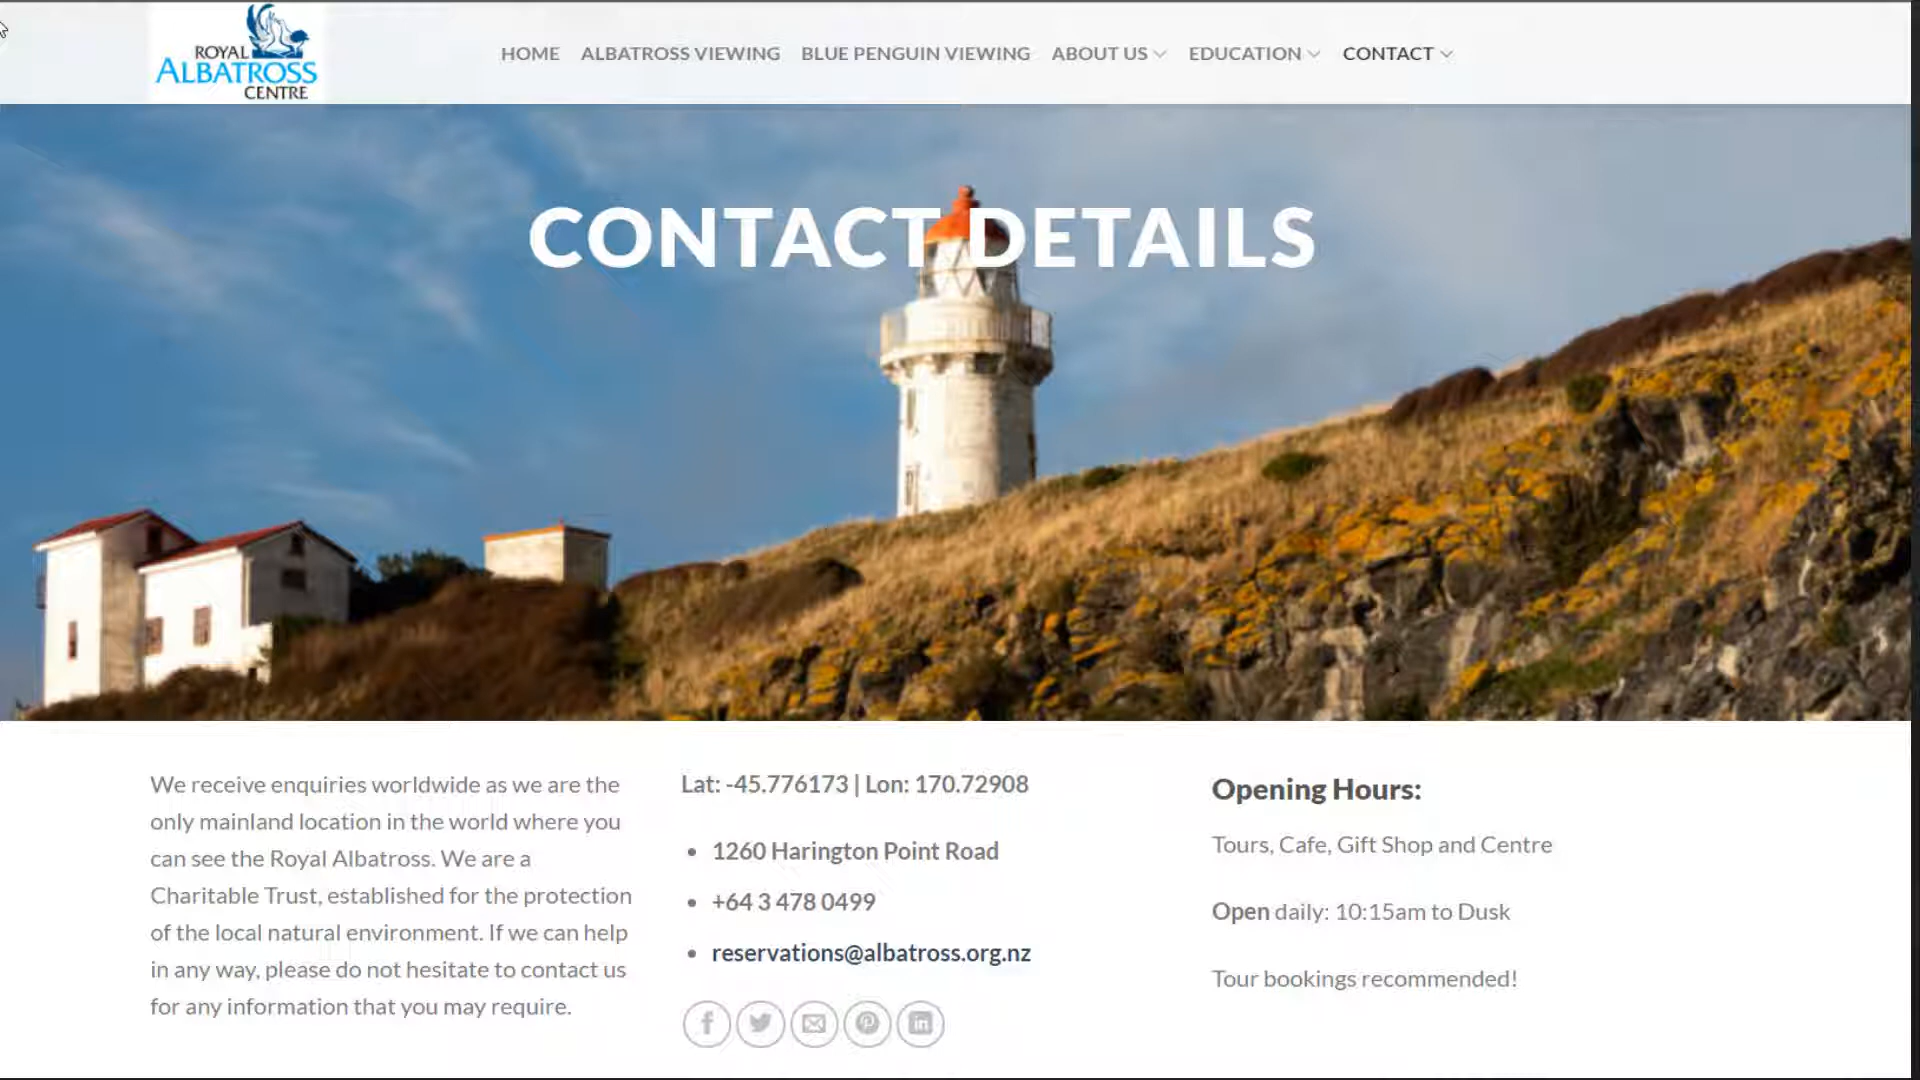 ROYAL
ALBATROSS
CENTRE
HOME
ALBATROSS VIEWING
BLUE PENGUIN VIEWING
ABOUT US
EDUCATION
CONTACT
CONTACT DETAILS
We receive enquiries worldwide as we are the
only mainland location in the world where you
can see the Royal Albatross. We are a
Charitable Trust, established for the protection
of the local natural environment. If we can help
in any way, please do not hesitate to contact us
for any information that you may require.
Lat: -45.776173 | Lon: 170.72908
• 1260 Harington Point Road
• +64 3 478 0499
• reservations@albatross.org.nz
Opening Hours:
Tours, Cafe, Gift Shop and Centre
Open daily: 10:15am to Dusk
Tour bookings recommended!